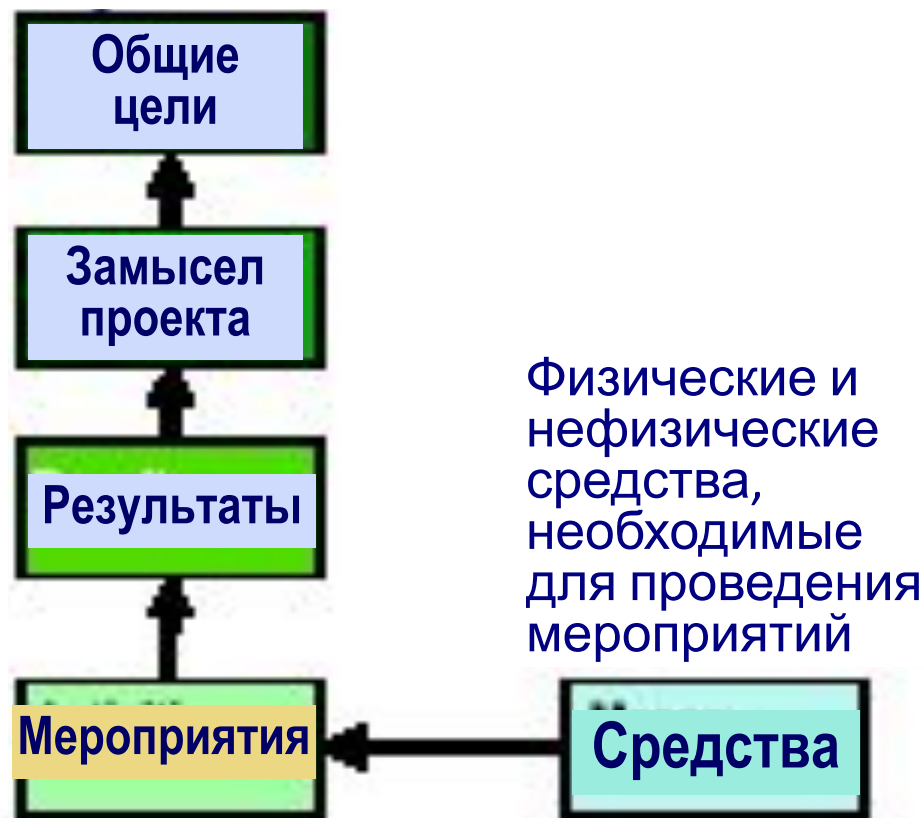 Общие
цели
Замысел
проекта
Результаты
Физические и
нефизические
средства,
необходимые
для проведения
мероприятий
Мероприятия
Средства